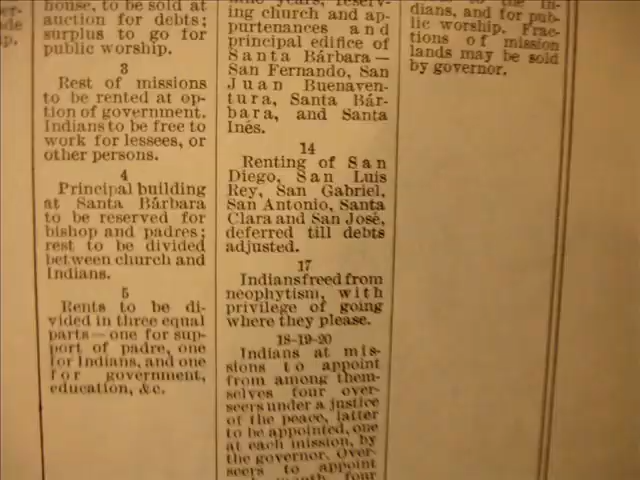 house, to be sold at
auction for debts;
surplus to go for
public worship.
3
Rest of missions
to be rented at op-
tion of government.
Indians to be free to
work for lessees, or
other persons.
4
Principal building
at Santa Bárbara
to be reserved for
bishop and padres;
rest to be divided
between church and
Indians.
5
Rents to be di-
vided in three equal
parts—one for sup-
port of padre, one
for Indians, and one
for government,
education, &c.
years, reserv-
ing church and ap-
purtenances and
principal edifice of
Santa Bárbara—
San Fernando, San
Juan Buenaven-
tura, Santa Bár-
bara, and Santa
Inés.
14
Renting of San
Diego, San Luis
Rey, San Gabriel,
San Antonio, Santa
Clara and San José,
deferred till debts
adjusted.
17
Indians freed from
neophytism, with
privilege of going
where they please.
18-19-20
Indians at mis-
sions to appoint
from among them-
selves four over-
seers under a justice
of the peace, latter
to be appointed, one
at each mission, by
the governor. Over-
seers to appoint
month four
to the In-
dians, and for pub-
lic worship. Frac-
tions of mission
lands may be sold
by governor.